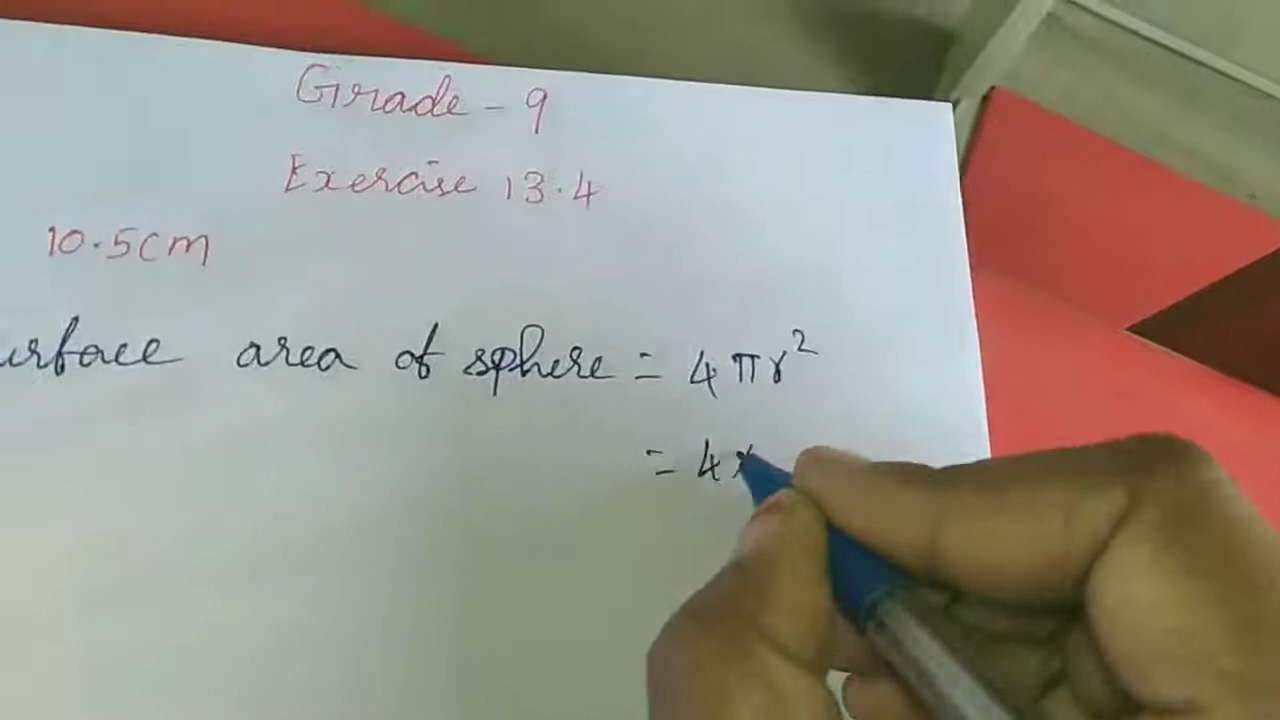 Grade - 9
Exercise 13.4
10.5cm
urface area of sphere = 4πr²
= 4×